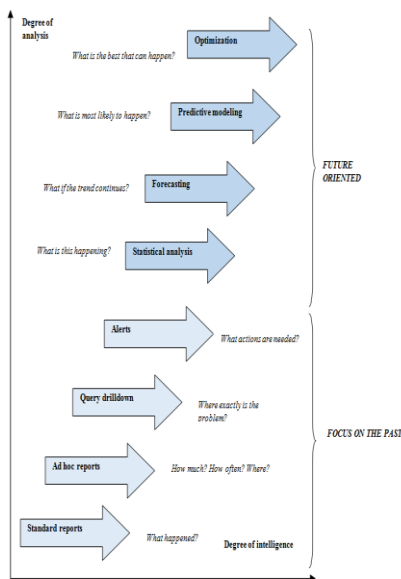 Degree of
analysis
Optimization
What is the best that can happen?
Predictive modeling
What is most likely to happen?
FUTURE
ORIENTED
Forecasting
What if the trend continues?
What is this happening?
Statistical analysis
Alerts
What actions are needed?
Query drilldown
Where exactly is the
problem?
FOCUS ON THE PAST
Ad hoc reports
How much? How often? Where?
Standard reports
What happened?
Degree of intelligence